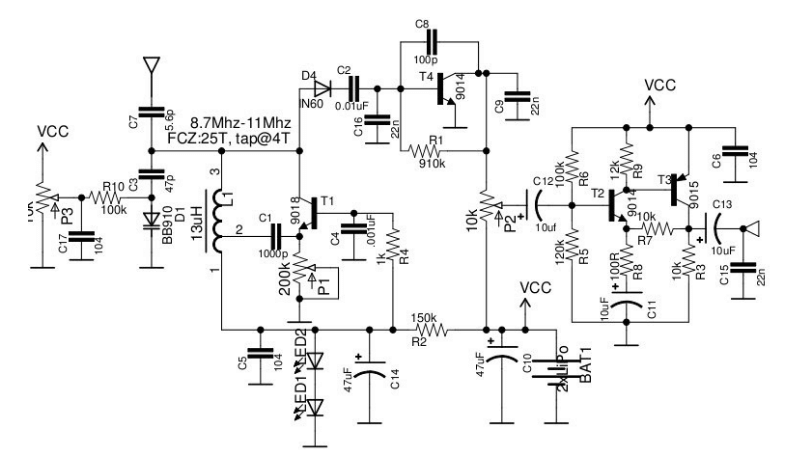 C8
100p
D4
IN60
C2
0.01uF
T4
9014
C9
22n
C16
22n
R1
910k
VCC
C7
5.6p
8.7Mhz-11Mhz
FCZ:25T, tap@4T
VCC
C3
47p
R10
100k
P3
C17
104
BB910
D1
3
L1
13uH
2
1
C1
1000p
9018
T1
C4
.001uF
1k
R4
200k
P1
10k
P2
C12
10uf
100k
R6
12k
R9
T2
9014
T3
9015
C6
104
C13
10uF
10k
R7
120k
R5
100R
R8
10k
R3
C15
22n
10uF
C11
VCC
150k
R2
C5
104
LED2
LED1
47uF
C14
47uF
C10
2xLiPo
BAT1